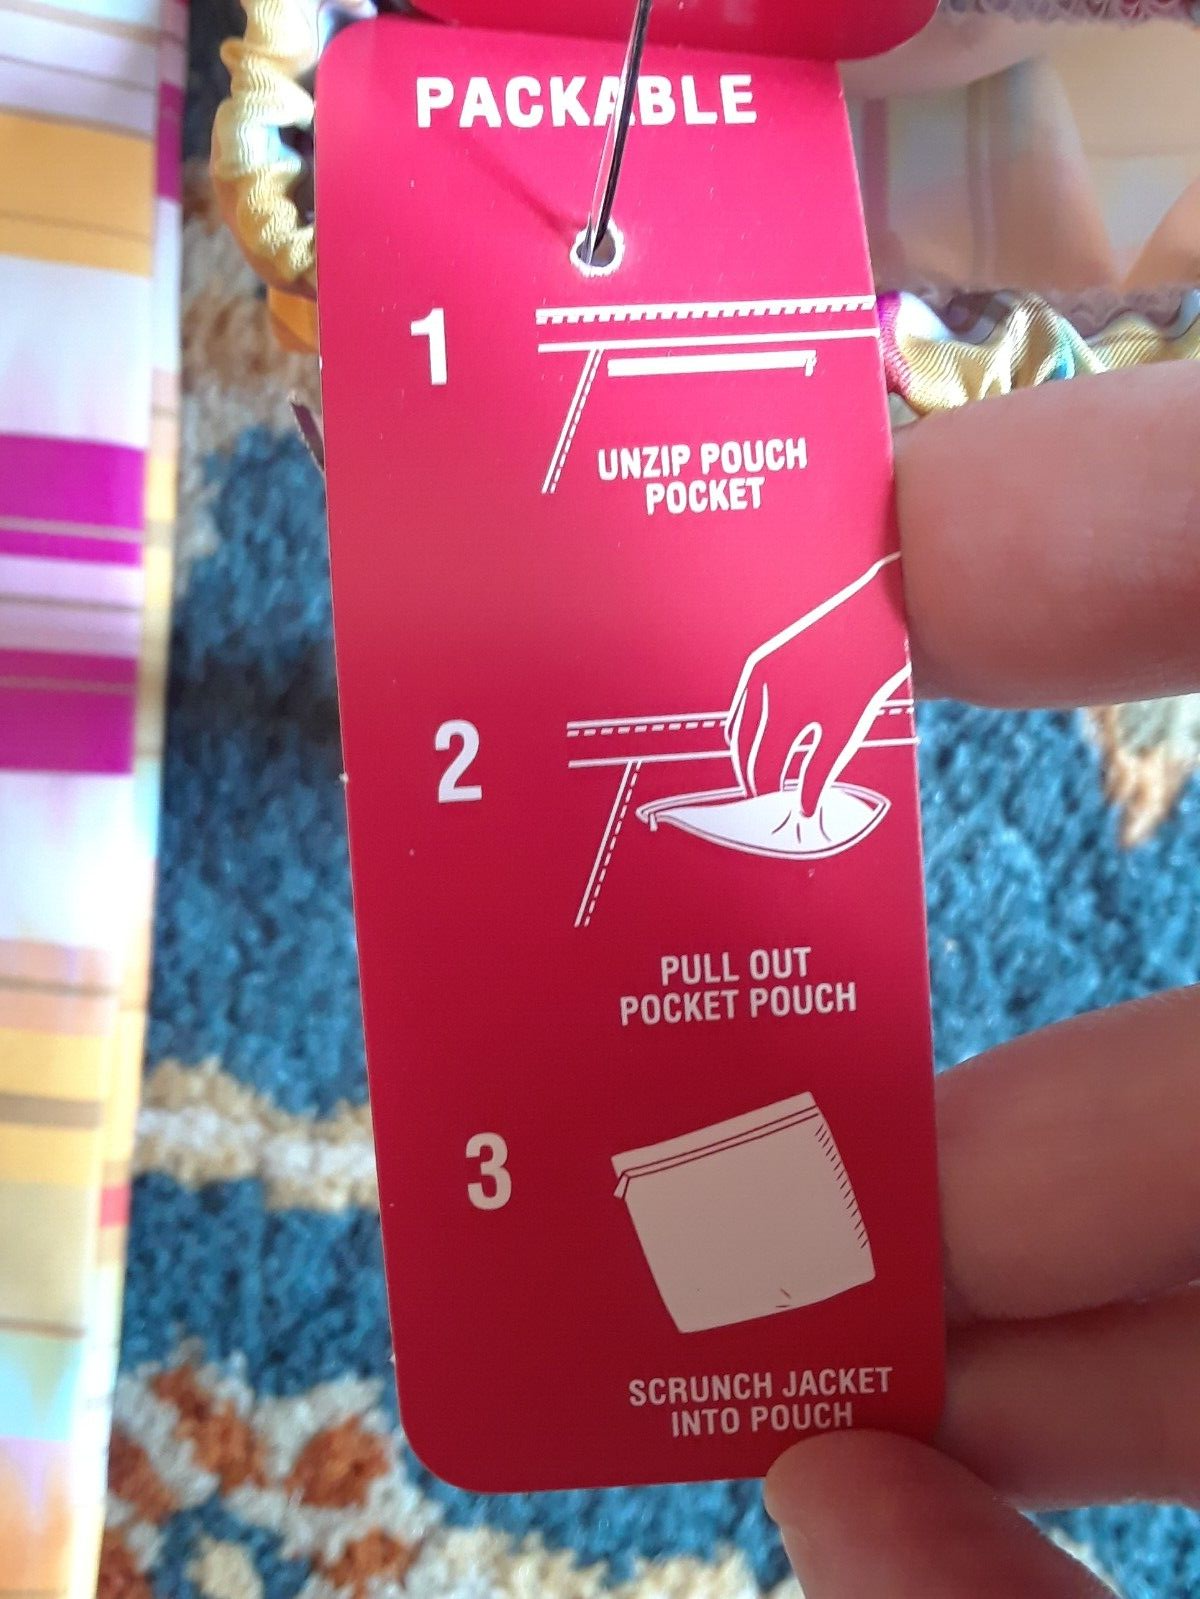 PACKABLE
1
UNZIP POUCH
POCKET
2
PULL OUT
POCKET POUCH
3
SCRUNCH JACKET
INTO POUCH